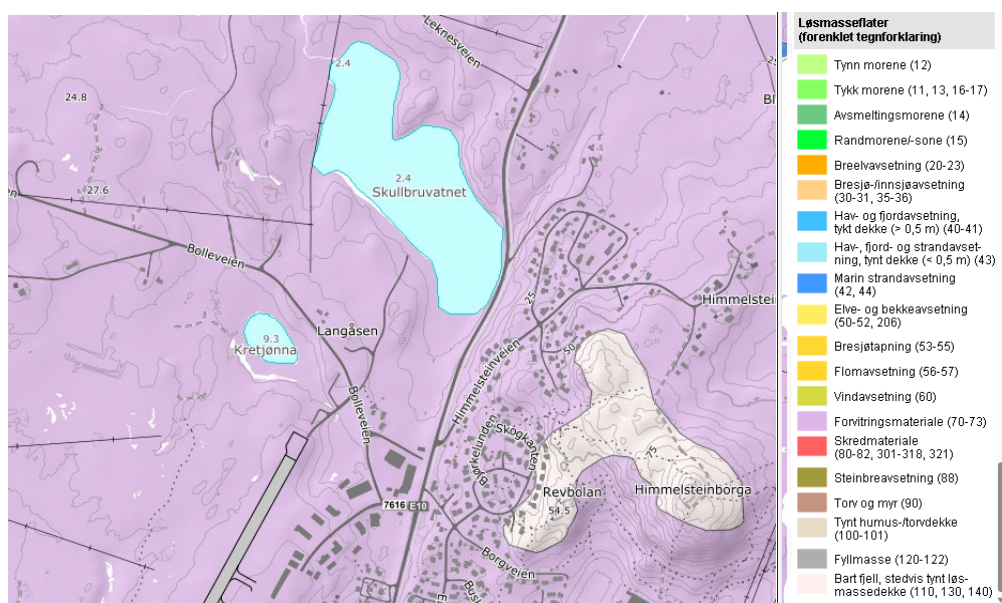 Leknesveien
2.4
24.8
2.4
Skullbruvatnet
27.6
Bolleveien
25
Himmelstein
9.3
Kretjønna
Langåsen
50
Himmelsteinveien
Bolleveien
Bjørkelunden
Skogkanten
75
Revbolan
Himmelsteinborga
54.5
7616 E10
Borgveien
Løsmasseflater
(forenklet tegnforklaring)
Tynn morene (12)
Tykk morene (11, 13, 16-17)
Avsmeltingsmorene (14)
Randmorene/-sone (15)
Breelvavsetning (20-23)
Bresjø-/innsjøavsetning
(30-31, 35-36)
Hav- og fjordavsetning,
tykt dekke (> 0,5 m) (40-41)
Hav-, fjord- og strandavset-
ning, tynt dekke (< 0,5 m) (43)
Marin strandavsetning
(42, 44)
Elve- og bekkeavsetning
(50-52, 206)
Bresjøtapning (53-55)
Flomavsetning (56-57)
Vindavsetning (60)
Forvitringsmateriale (70-73)
Skredmateriale
(80-82, 301-318, 321)
Steinbreavsetning (88)
Torv og myr (90)
Tynt humus-/torvdekke
(100-101)
Fyllmasse (120-122)
Bart fjell, stedvis tynt løs-
massedekke (110, 130, 140)